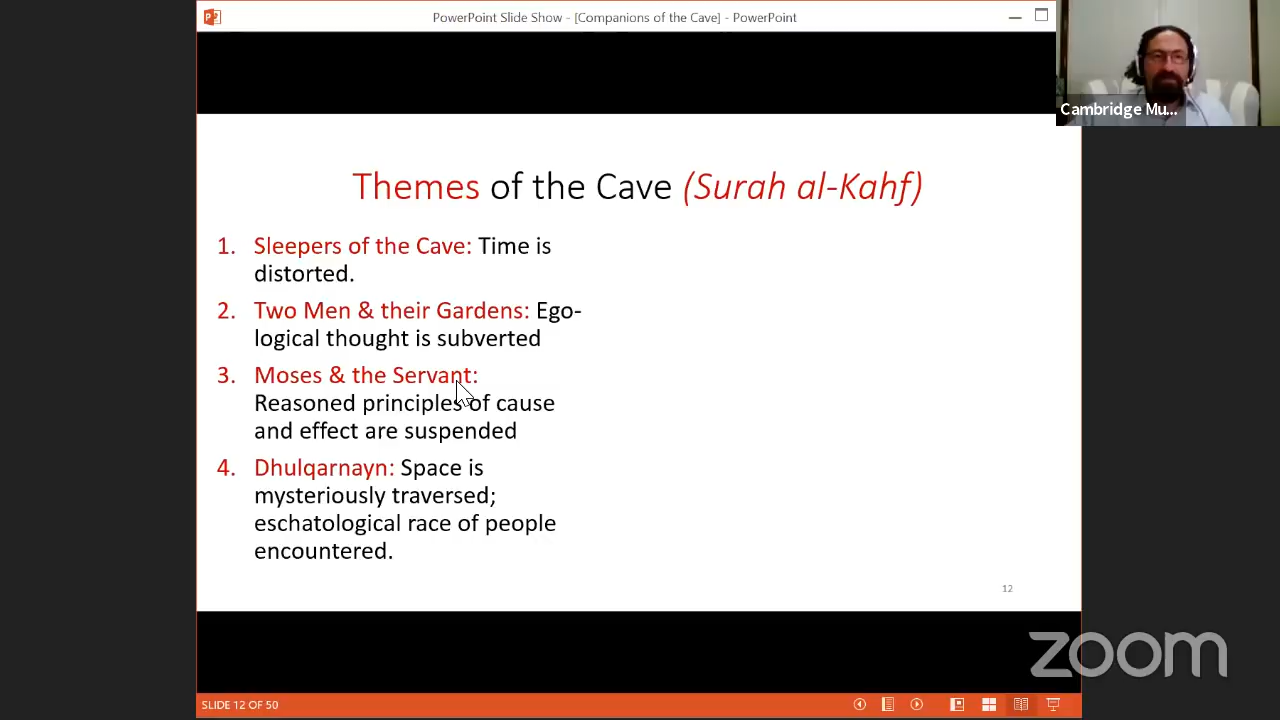 PowerPoint Slide Show - [Companions of the Cave] - PowerPoint
Cambridge Mu...
Themes of the Cave (Surah al-Kahf)
1. Sleepers of the Cave: Time is
distorted.
2. Two Men & their Gardens: Ego-
logical thought is subverted
3. Moses & the Servant:
Reasoned principles of cause
and effect are suspended
4. Dhulqarnayn: Space is
mysteriously traversed;
eschatological race of people
encountered.
12
zoom
SLIDE 12 OF 50